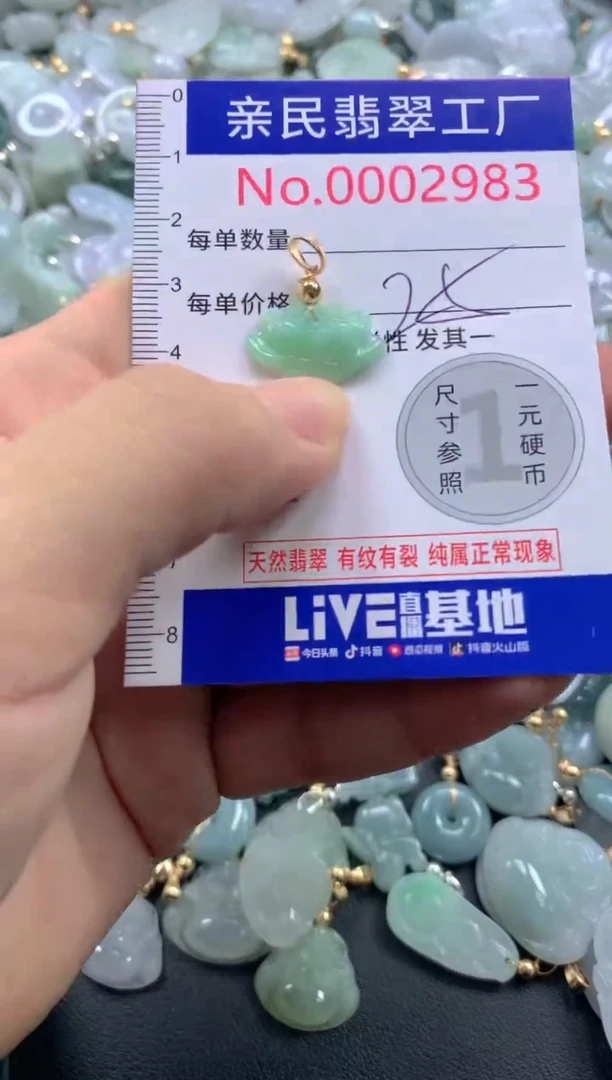 0
亲民翡翠工厂
1
No.0002983
2
每单数量
3
每单价格
性 发其一
4
尺寸参照
1
一元硬币
天然翡翠 有纹有裂 纯属正常现象
LiVE直播基地
8
今日头条 抖音 西瓜视频 抖音火山版